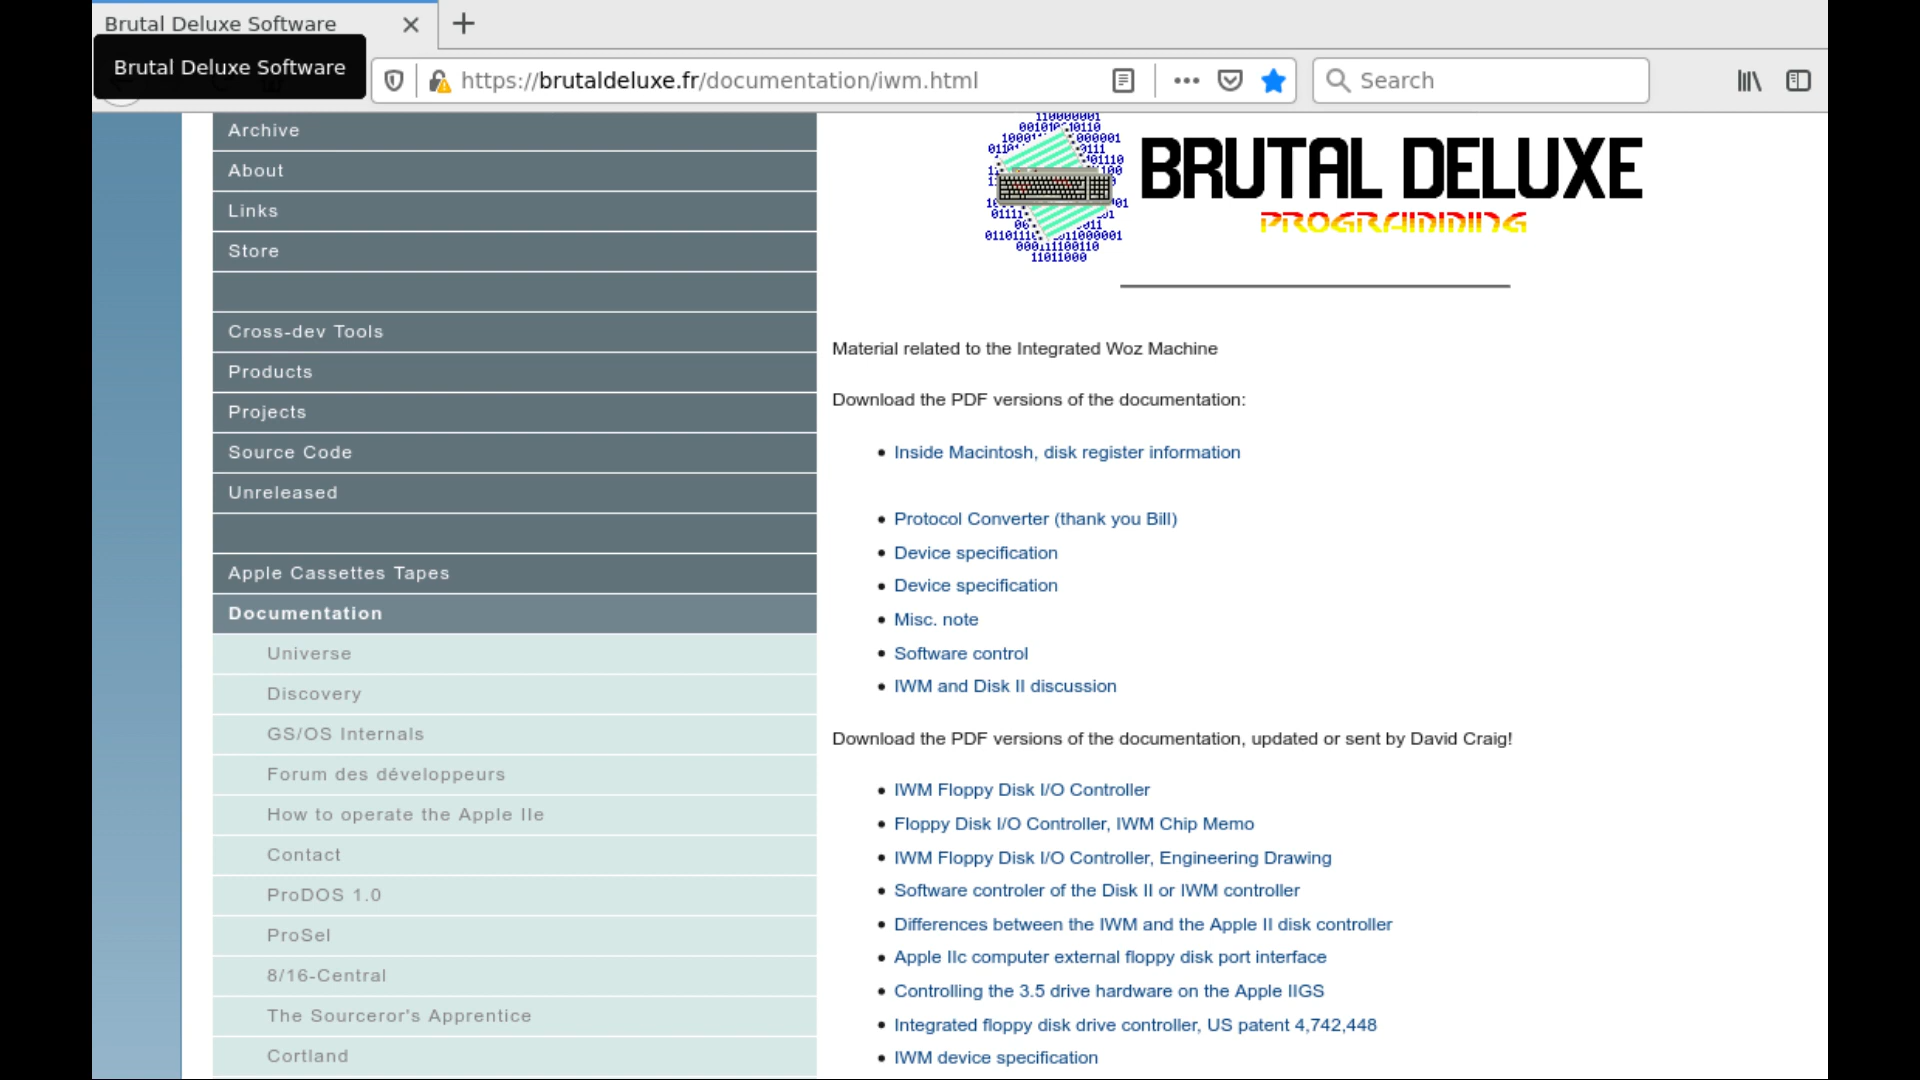 Brutal Deluxe Software
Brutal Deluxe Software
https://brutaldeluxe.fr/documentation/iwm.html
Search
Archive
About
Links
Store
Cross-dev Tools
Products
Projects
Source Code
Unreleased
Apple Cassettes Tapes
Documentation
Universe
Discovery
GS/OS Internals
Forum des développeurs
How to operate the Apple IIe
Contact
ProDOS 1.0
ProSel
8/16-Central
The Sourceror's Apprentice
Cortland
BRUTAL DELUXE
PROGRAMMING
Material related to the Integrated Woz Machine
Download the PDF versions of the documentation:
• Inside Macintosh, disk register information
• Protocol Converter (thank you Bill)
• Device specification
• Device specification
• Misc. note
• Software control
• IWM and Disk II discussion
Download the PDF versions of the documentation, updated or sent by David Craig!
• IWM Floppy Disk I/O Controller
• Floppy Disk I/O Controller, IWM Chip Memo
• IWM Floppy Disk I/O Controller, Engineering Drawing
• Software controler of the Disk II or IWM controller
• Differences between the IWM and the Apple II disk controller
• Apple IIc computer external floppy disk port interface
• Controlling the 3.5 drive hardware on the Apple IIGS
• Integrated floppy disk drive controller, US patent 4,742,448
• IWM device specification